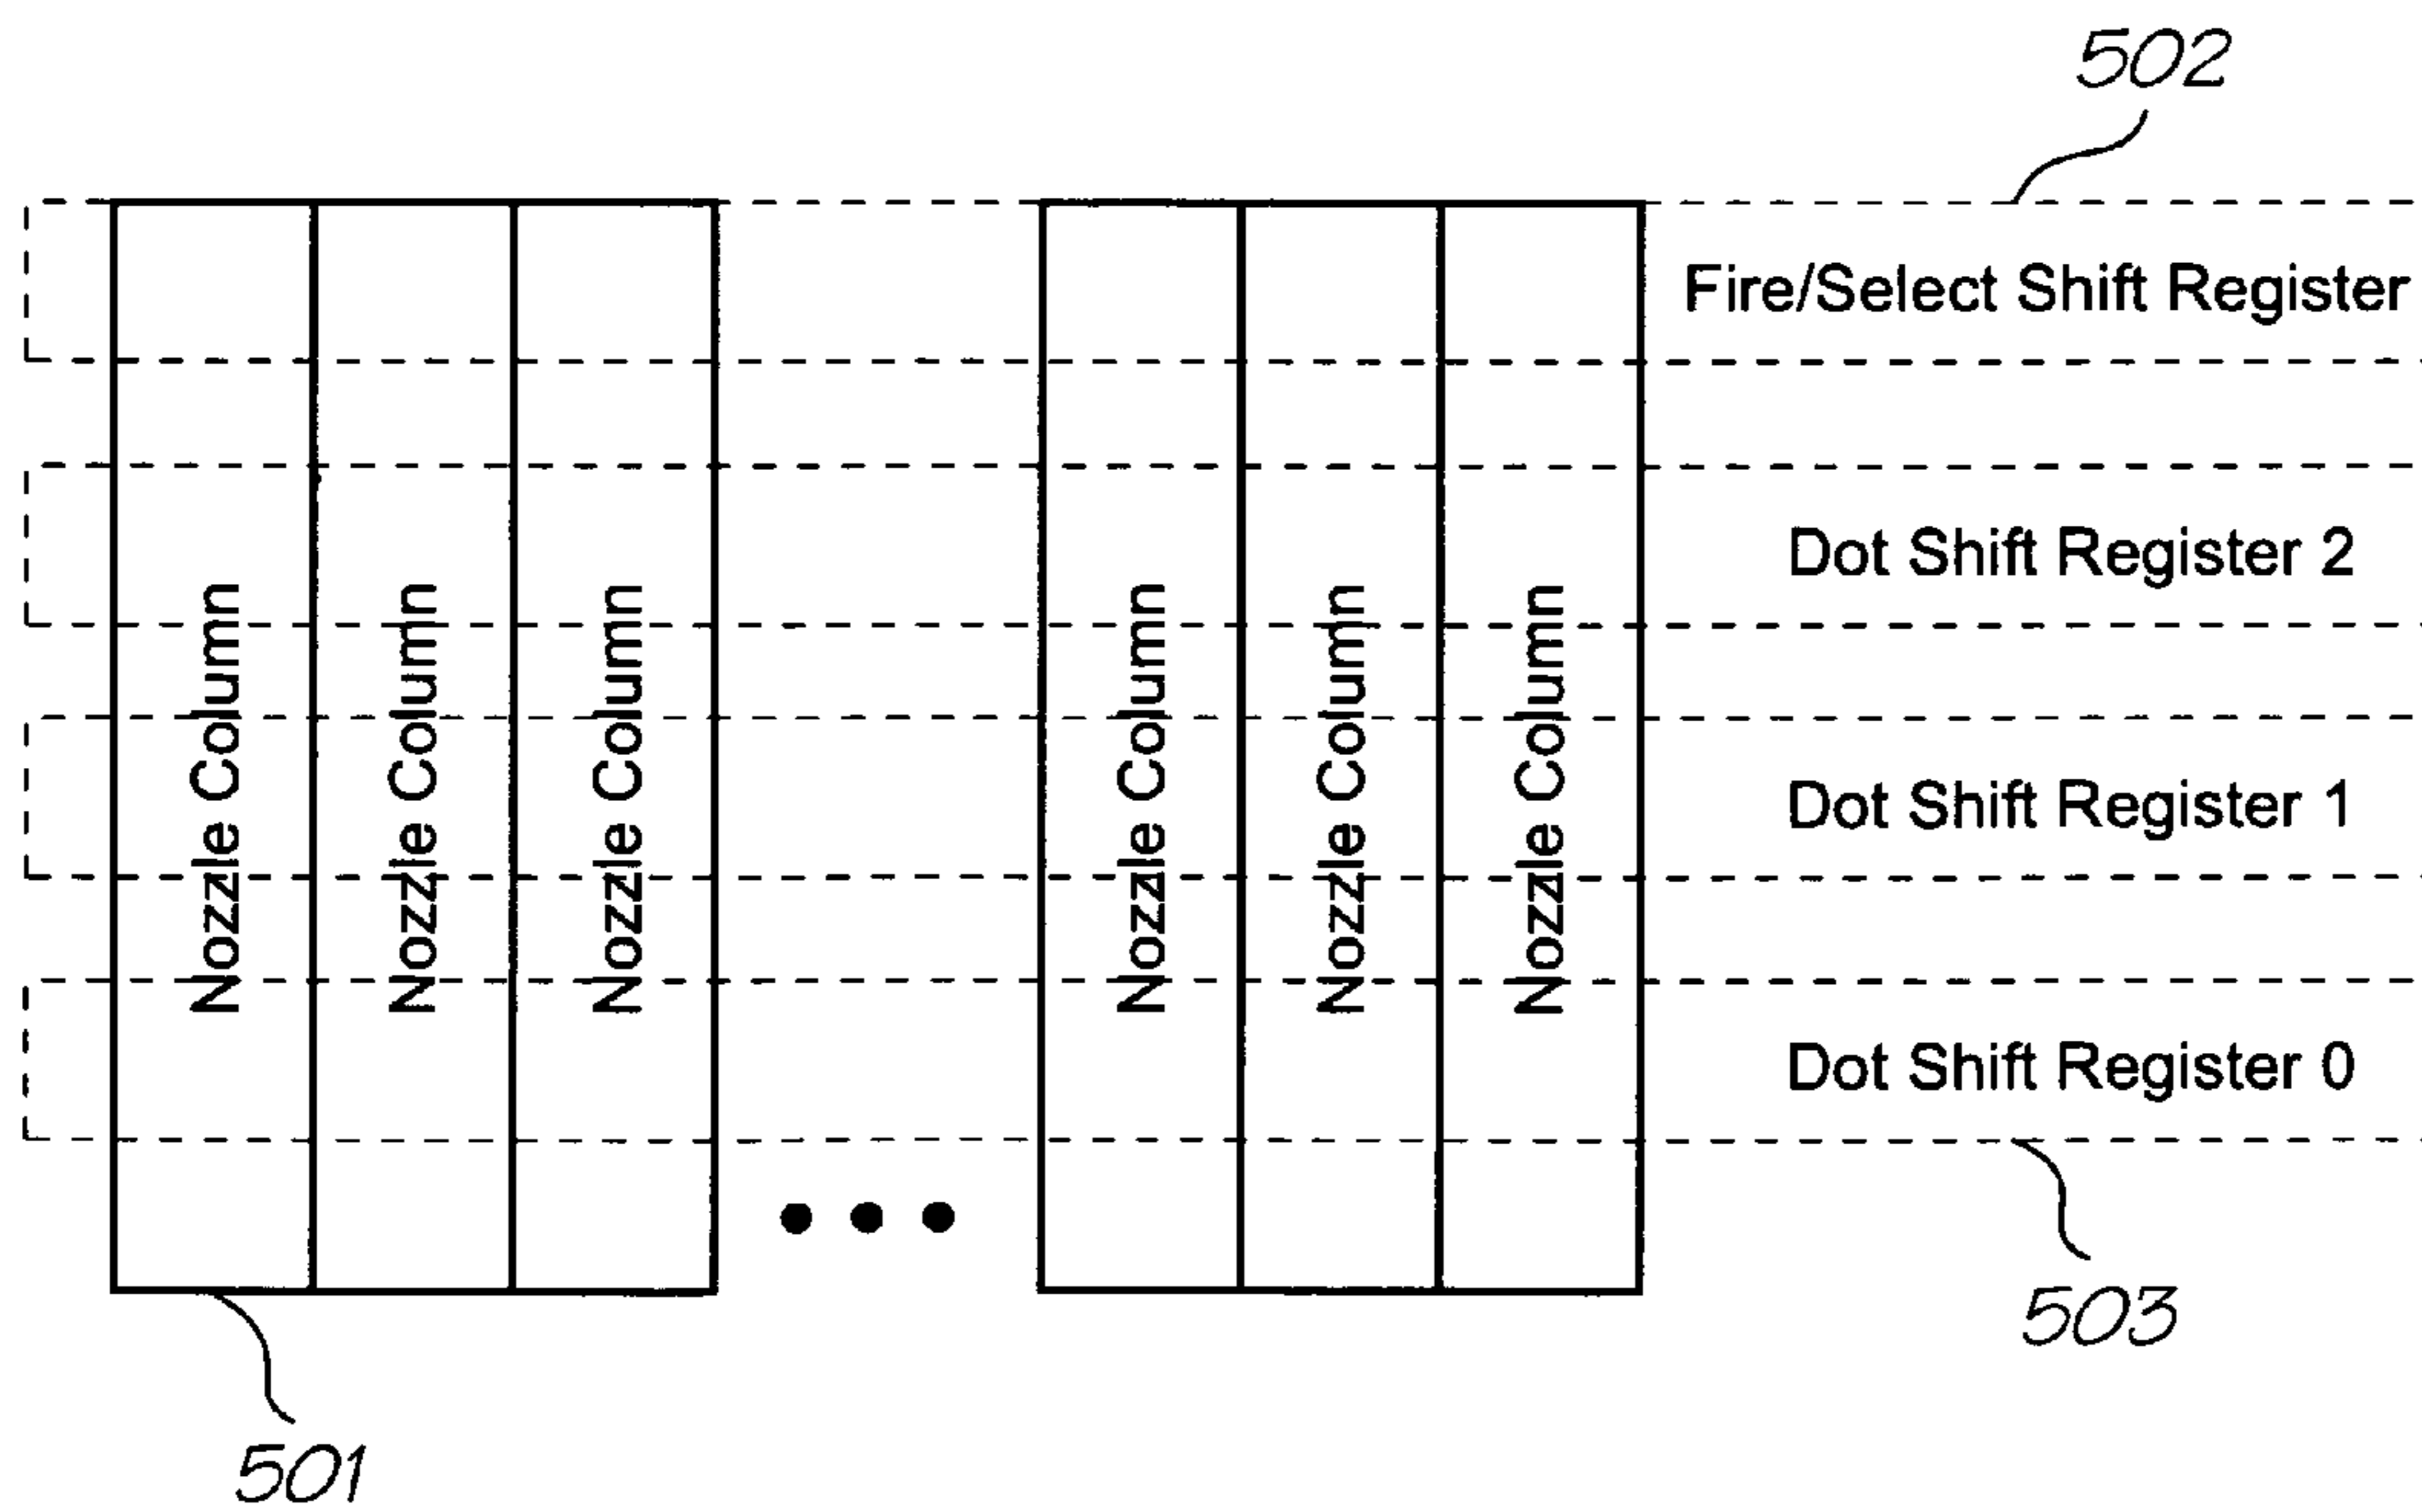 502
Fire/Select Shift Register
Dot Shift Register 2
Nozzle Column
Nozzle Column
Nozzle Column
Nozzle Column
Nozzle Column
Nozzle Column
Dot Shift Register 1
Dot Shift Register 0
503
501